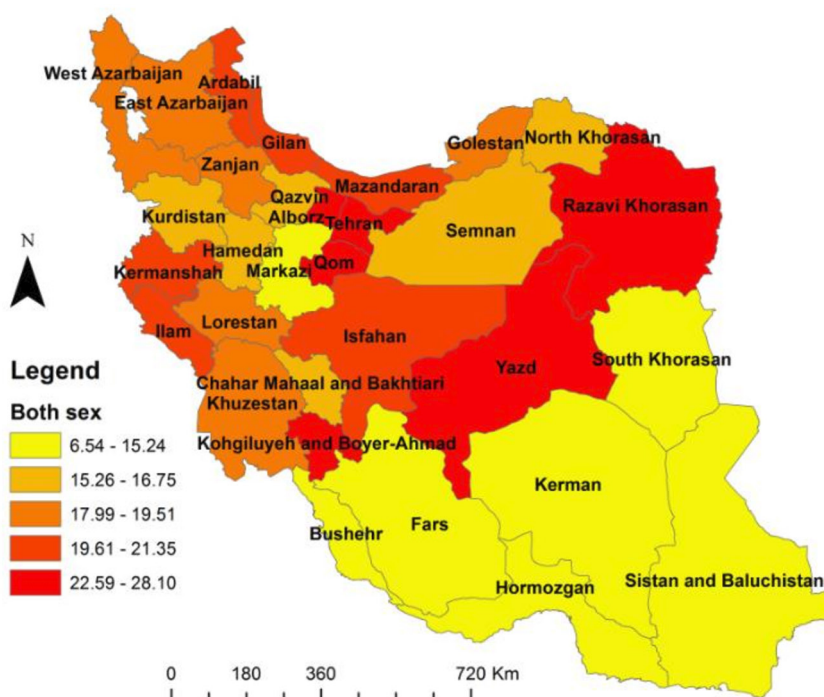 West Azarbaijan
Ardabil
East Azarbaijan
Gilan
Golestan
North Khorasan
Zanjan
Mazandaran
Qazvin
Razavi Khorasan
Kurdistan
Alborz
Tehran
Semnan
N
Hamedan
Qom
Kermanshah
Markazi
Ilam
Lorestan
Isfahan
South Khorasan
Yazd
Legend
Chahar Mahaal and Bakhtiari
Both sex
Khuzestan
6.54 - 15.24
Kohgiluyeh and Boyer-Ahmad
15.26 - 16.75
Kerman
17.99 - 19.51
Fars
Bushehr
19.61 - 21.35
Hormozgan
Sistan and Baluchistan
22.59 - 28.10
0 180 360 720 Km